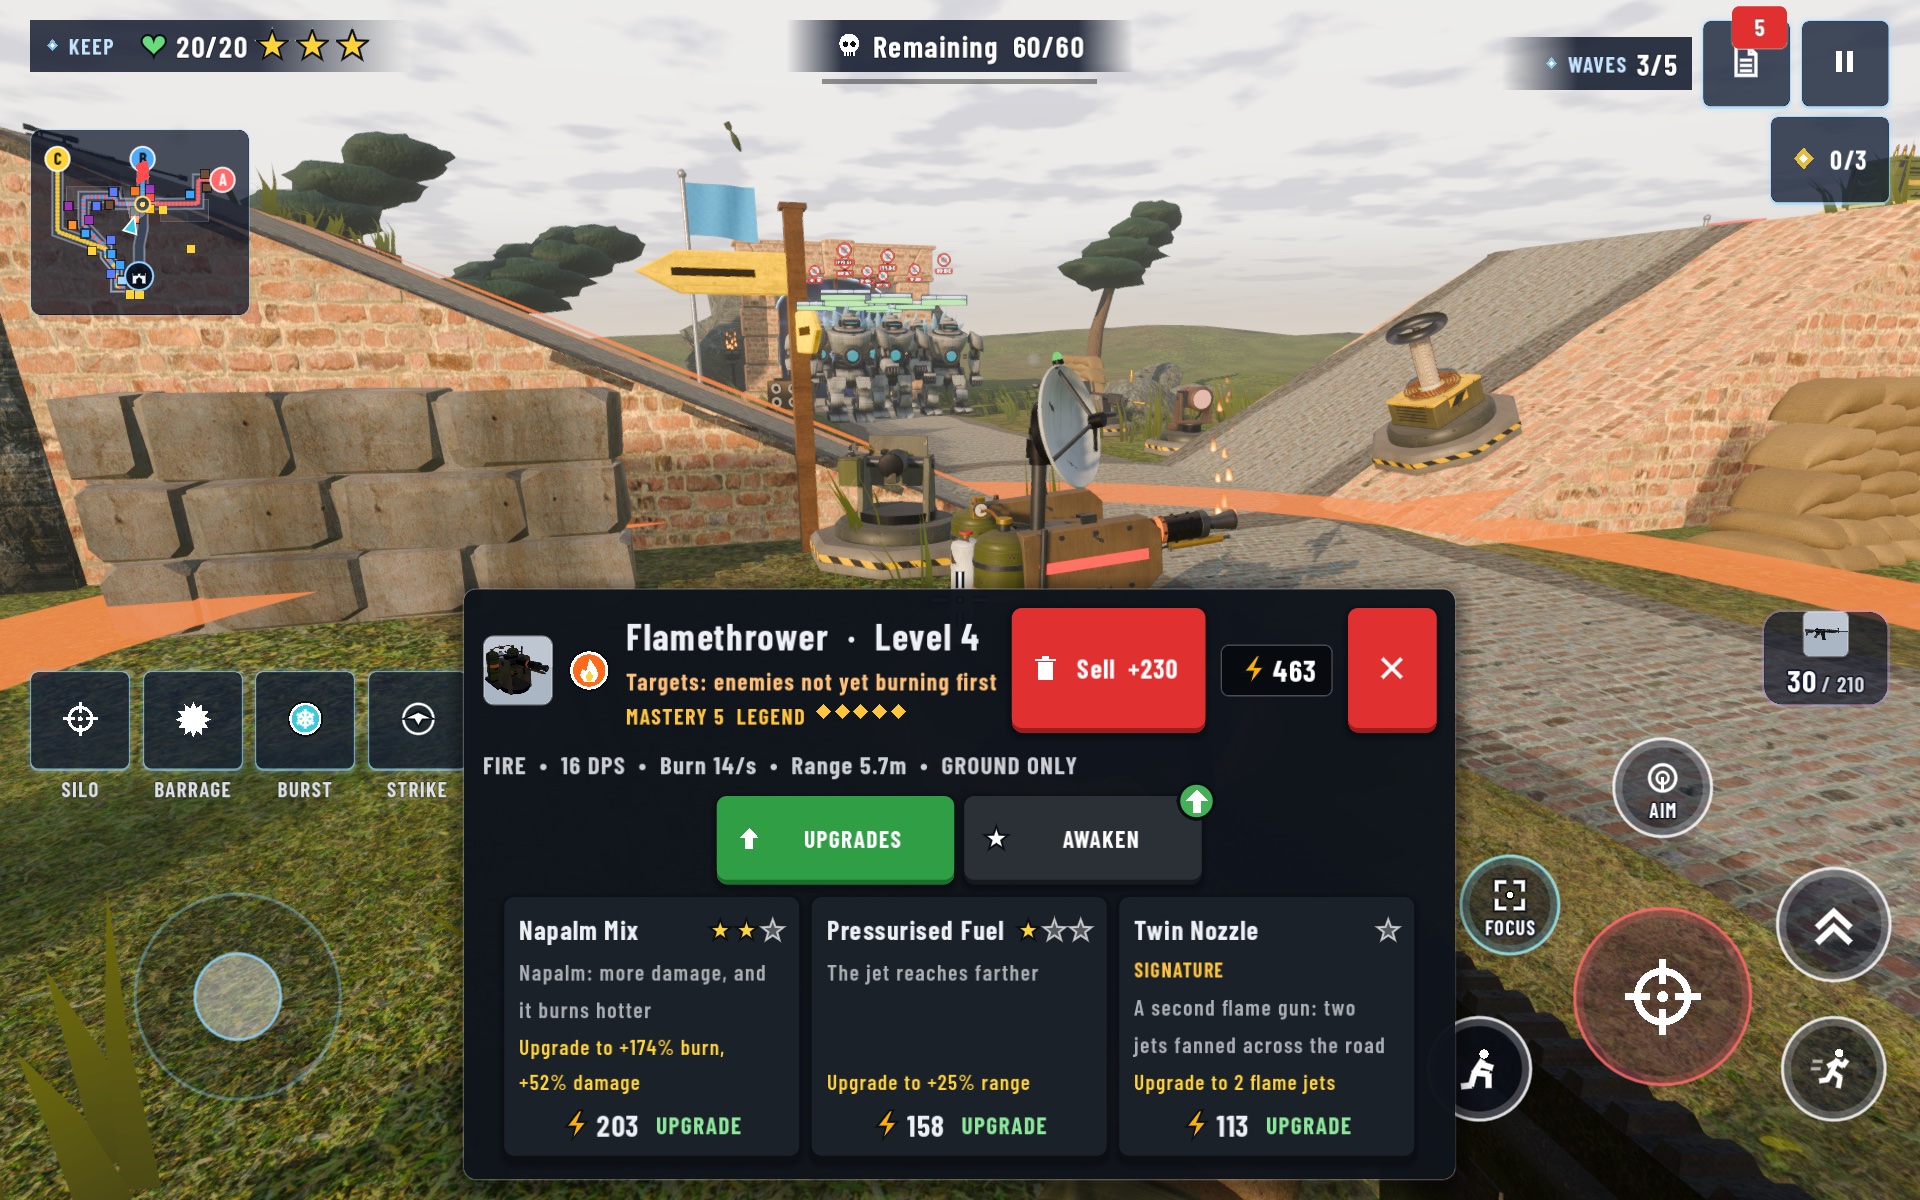 KEEP 20/20
Remaining 60/60
WAVES 3/5
5
0/3
C
B
A
Flamethrower · Level 4
Targets: enemies not yet burning first
MASTERY 5 LEGEND
Sell +230
463
FIRE • 16 DPS • Burn 14/s • Range 5.7m • GROUND ONLY
UPGRADES
AWAKEN
Napalm Mix
Napalm: more damage, and
it burns hotter
Upgrade to +174% burn,
+52% damage
203 UPGRADE
Pressurised Fuel
The jet reaches farther
Upgrade to +25% range
158 UPGRADE
Twin Nozzle
SIGNATURE
A second flame gun: two
jets fanned across the road
Upgrade to 2 flame jets
113 UPGRADE
SILO
BARRAGE
BURST
STRIKE
30 / 210
AIM
FOCUS